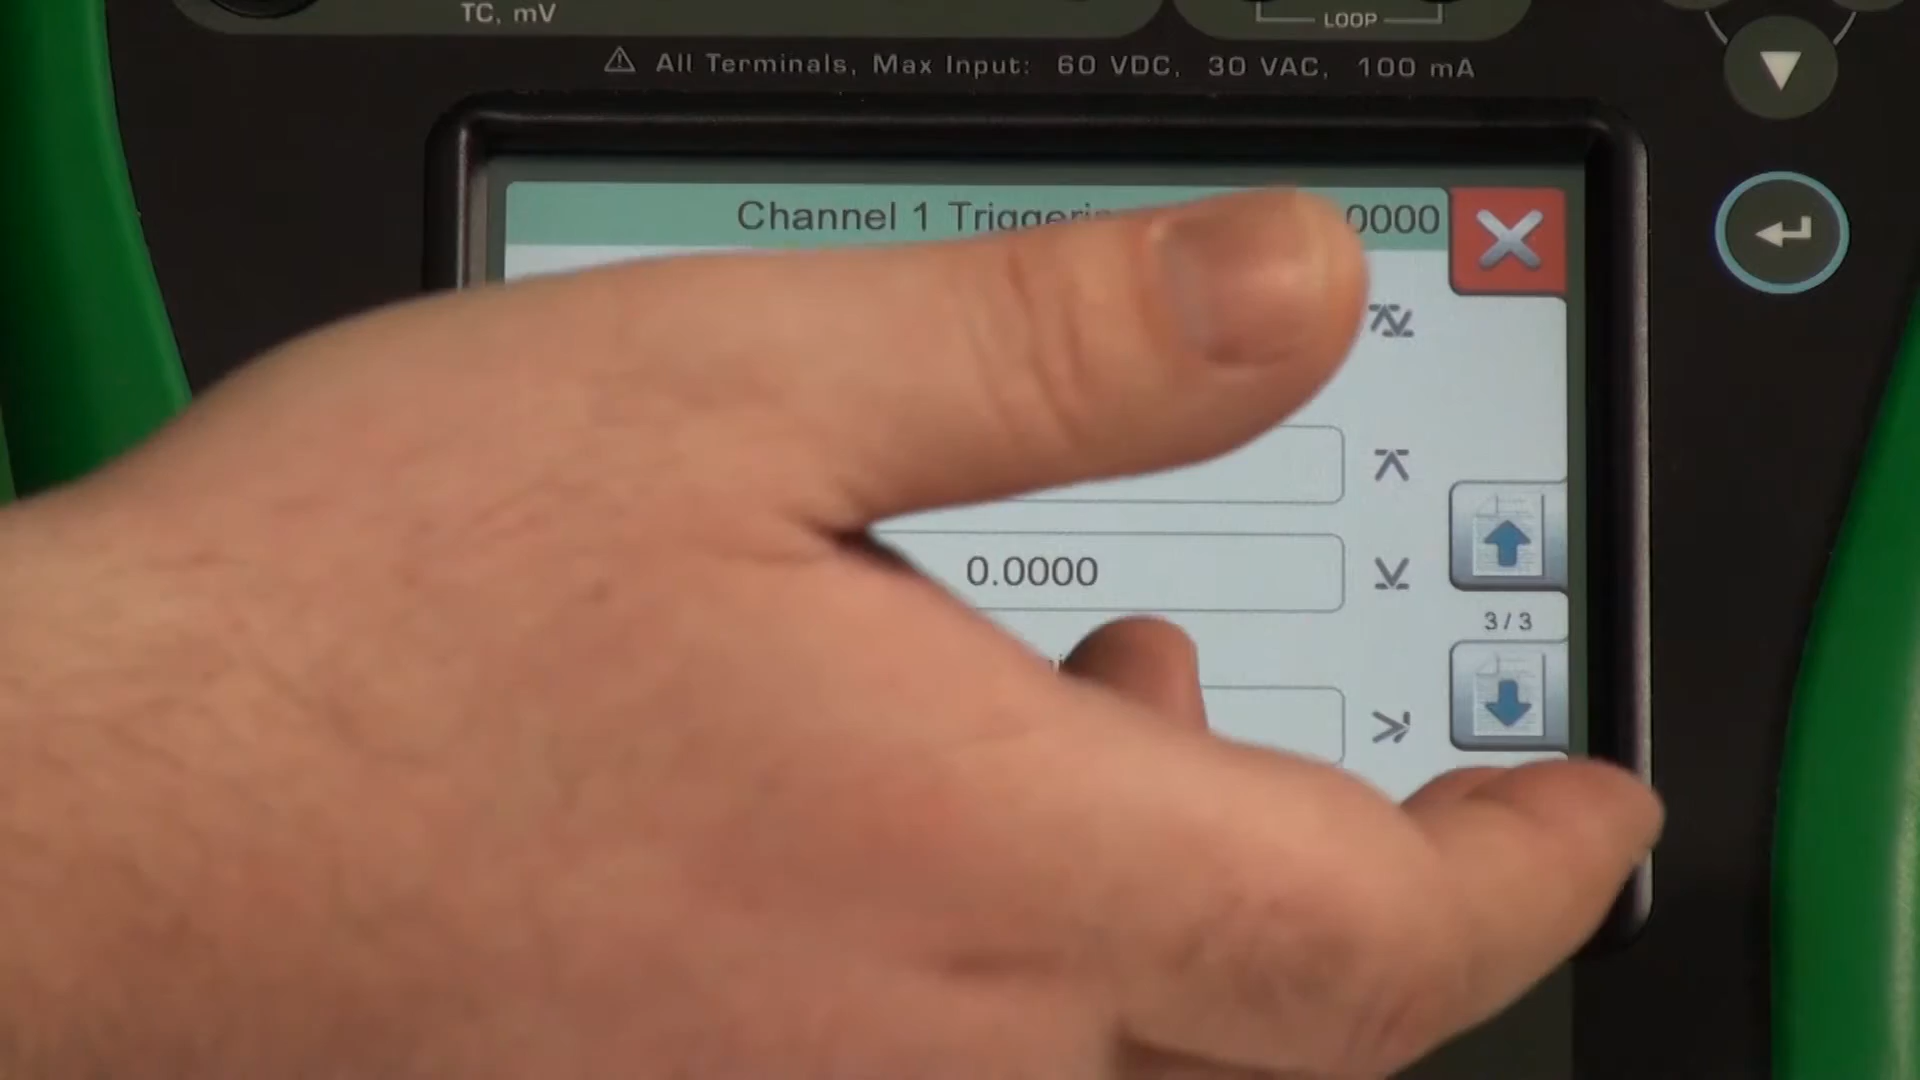 TC, mV
LOOP
All Terminals, Max Input: 60 VDC, 30 VAC, 100 mA
Channel 1 0000
0.0000
3 / 3